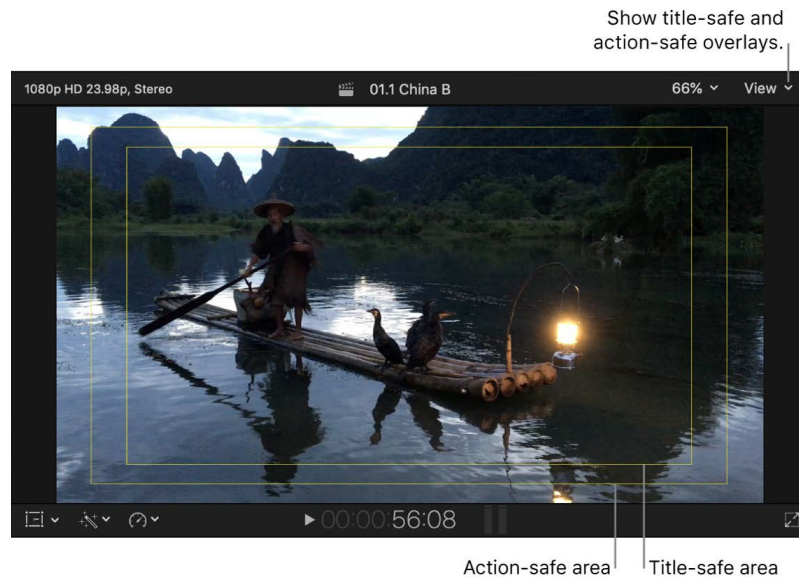 Show title-safe and
action-safe overlays.
1080p HD 23.98p, Stereo
01.1 China B
66%
View
00:00:56:08
Action-safe area
Title-safe area